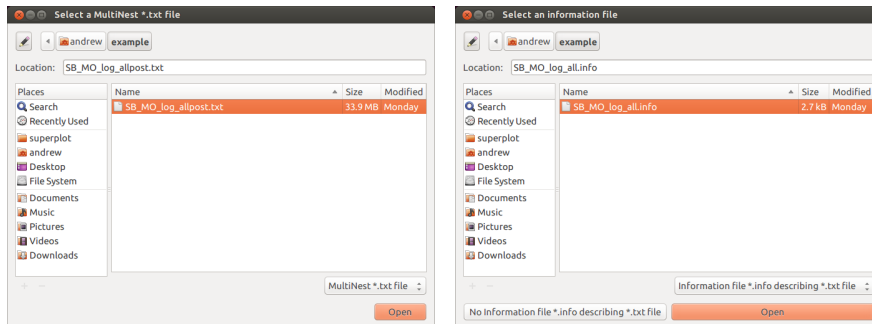 Select a MultiNest *.txt file
andrew example
Location: SB_MO_log_allpost.txt
Places Name Size Modified
Search SB_MO_log_allpost.txt 33.9 MB Monday
Recently Used
superplot
andrew
Desktop
File System
Documents
Music
Pictures
Videos
Downloads
MultiNest *.txt file
Open
Select an information file
andrew example
Location: SB_MO_log_all.info
Places Name Size Modified
Search SB_MO_log_all.info 2.7 kB Monday
Recently Used
superplot
andrew
Desktop
File System
Documents
Music
Pictures
Videos
Downloads
Information file *.info describing *.txt file
No Information file *.info describing *.txt file Open